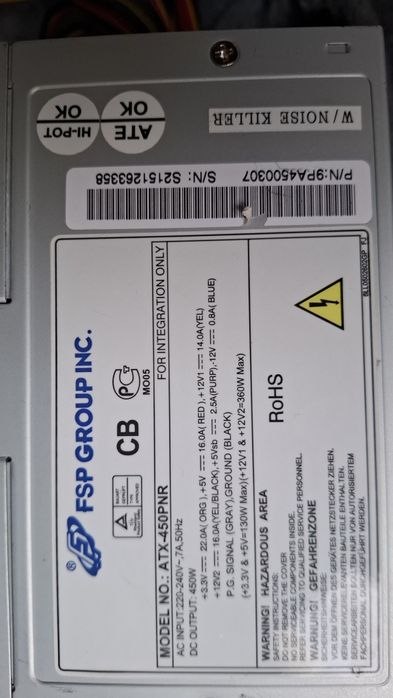 HI-POT
OK
ATE
OK
W/ NOISE KILLER
S/N: S2151263358
P/N:9PA4500307
FSP GROUP INC.
®
CB
PG
MO05
FOR INTEGRATION ONLY
MODEL NO.: ATX-450PNR
AC INPUT:220-240V~,7A,50Hz
DC OUTPUT: 450W
+3.3V 22.0A( ORG ),+5V 16.0A( RED ),+12V1 14.0A(YEL)
+12V2 16.0A(YEL/BLACK),+5Vsb 2.5A(PURP),-12V 0.8A( BLUE)
P.G. SIGNAL (GRAY),GROUND (BLACK)
(+3.3V & +5V=130W Max)(+12V1 & +12V2=360W Max)
WARNING! HAZARDOUS AREA
SAFETY INSTRUCTIONS:
DO NOT REMOVE THE COVER
NO SERVICEABLE COMPONENTS INSIDE.
REFER SERVICING TO QUALIFIED SERVICE PERSONNEL.
RoHS
WARNUNG! GEFAHRENZONE
SICHERHEITSHINWEISE:
VOR DEM ÖFFNEN DES GERÄTES NETZSTECKER ZIEHEN.
KEINE SERVICERELEVANTEN BAUTEILE ENTHALTEN.
SERVICEARBEITEN NUR VON AUTORISIERTEM
FACHPERSONAL DURCHGEFÜHRT WERDEN.